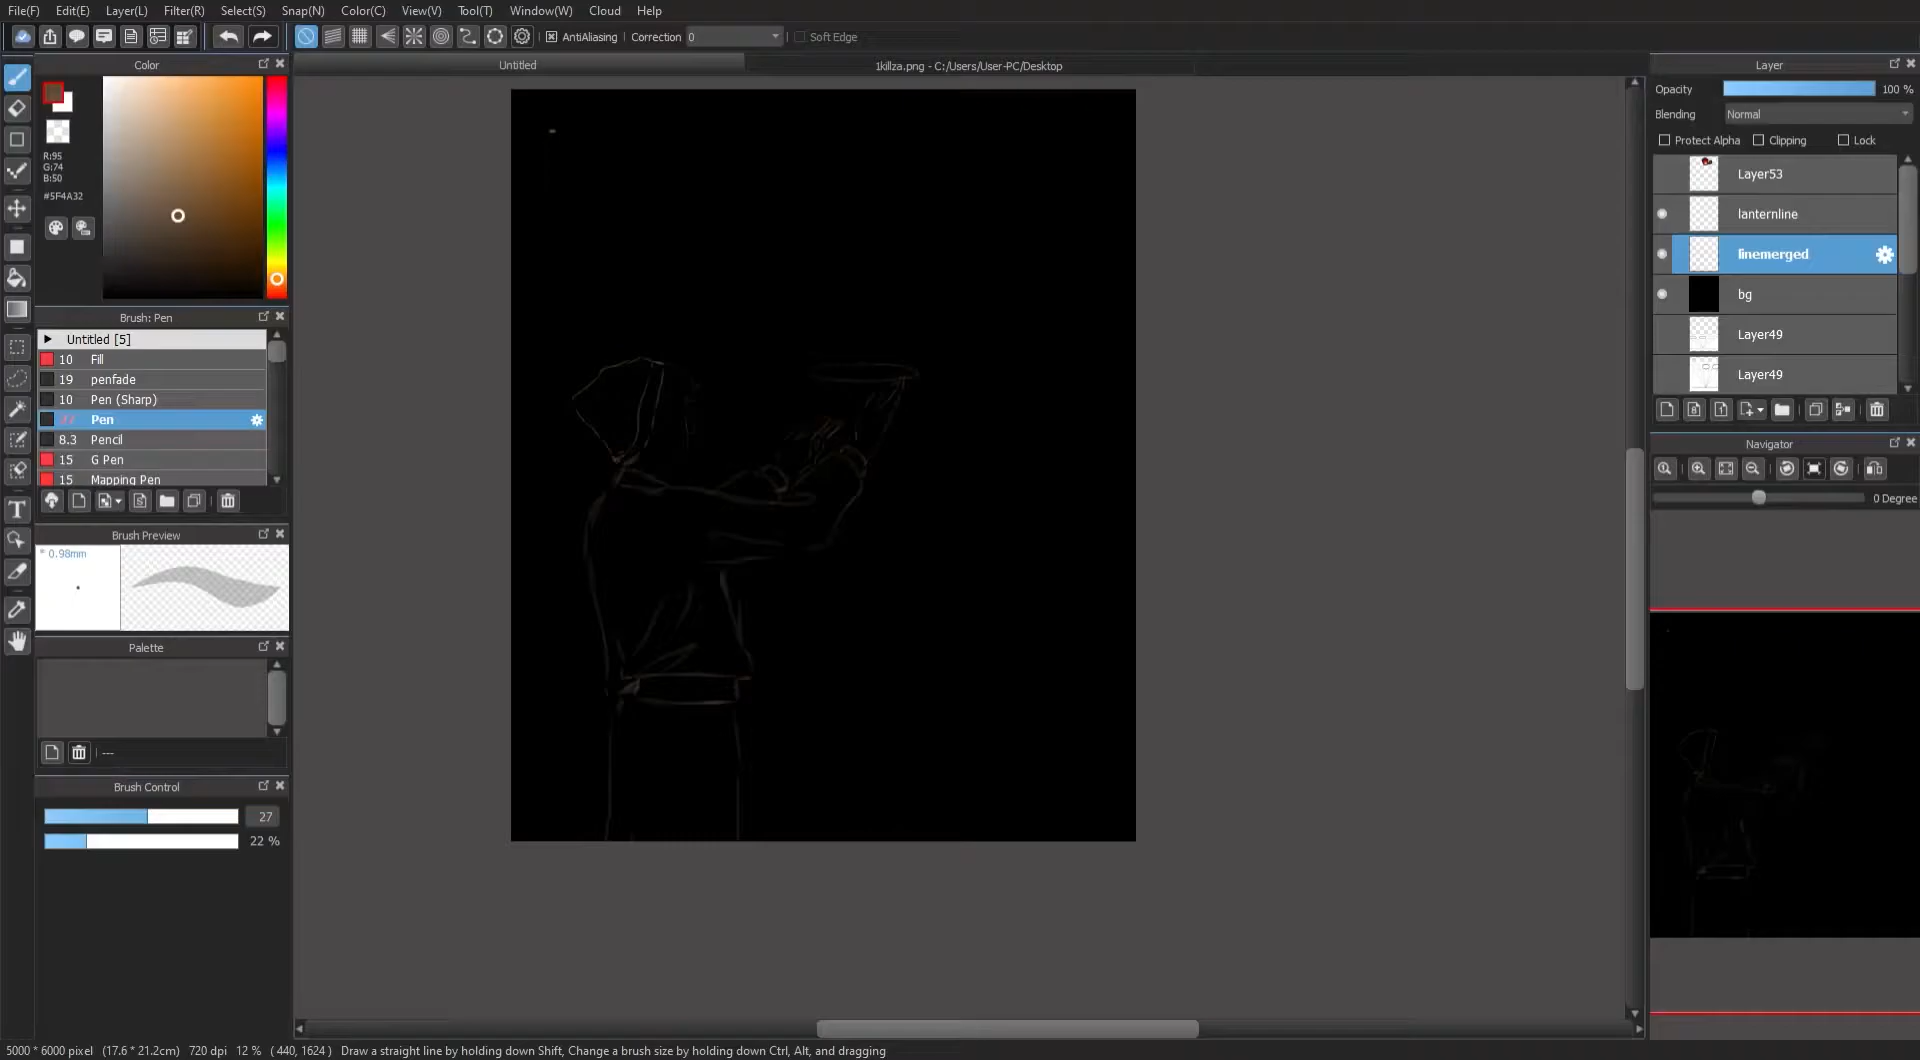 File(F) Edit(E) Layer(L) Filter(R) Select(S) Snap(N) Color(C) View(V) Tool(T) Window(W) Cloud Help
AntiAliasing Correction 0 Soft Edge
Color
Untitled
1killza.png - C:/Users/User-PC/Desktop
Layer
Opacity 100 %
Blending Normal
Protect Alpha Clipping Lock
R:95
G:74
B:50
#5F4A32
Layer53
lanternline
linemerged
bg
Layer49
Layer49
Brush: Pen
Untitled [5]
10 Fill
19 penfade
10 Pen (Sharp)
27 Pen
8.3 Pencil
15 G Pen
15 Mapping Pen
Navigator
0 Degree
Brush Preview
* 0.98mm
Palette
---
Brush Control
27
22 %
5000 * 6000 pixel (17.6 * 21.2cm) 720 dpi 12 % ( 440, 1624 ) Draw a straight line by holding down Shift, Change a brush size by holding down Ctrl, Alt, and dragging